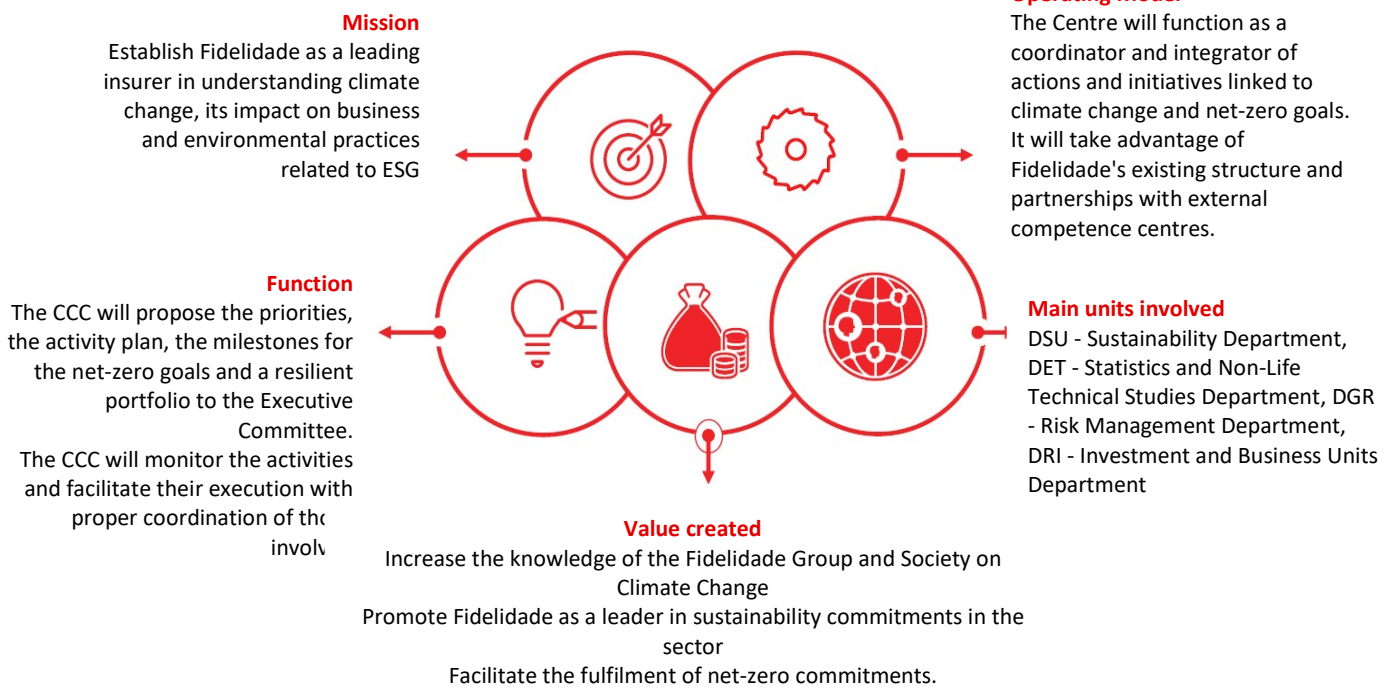 Mission
Establish Fidelidade as a leading
insurer in understanding climate
change, its impact on business
and environmental practices
related to ESG
Operating Model
The Centre will function as a
coordinator and integrator of
actions and initiatives linked to
climate change and net-zero goals.
It will take advantage of
Fidelidade's existing structure and
partnerships with external
competence centres.
Function
The CCC will propose the priorities,
the activity plan, the milestones for
the net-zero goals and a resilient
portfolio to the Executive
Committee.
The CCC will monitor the activities
and facilitate their execution with
proper coordination of
Main units involved
DSU - Sustainability Department,
DET - Statistics and Non-Life
Technical Studies Department, DGR
- Risk Management Department,
DRI - Investment and Business Units
Department
Value created
Increase the knowledge of the Fidelidade Group and Society on
Climate Change
Promote Fidelidade as a leader in sustainability commitments in the
sector
Facilitate the fulfilment of net-zero commitments.